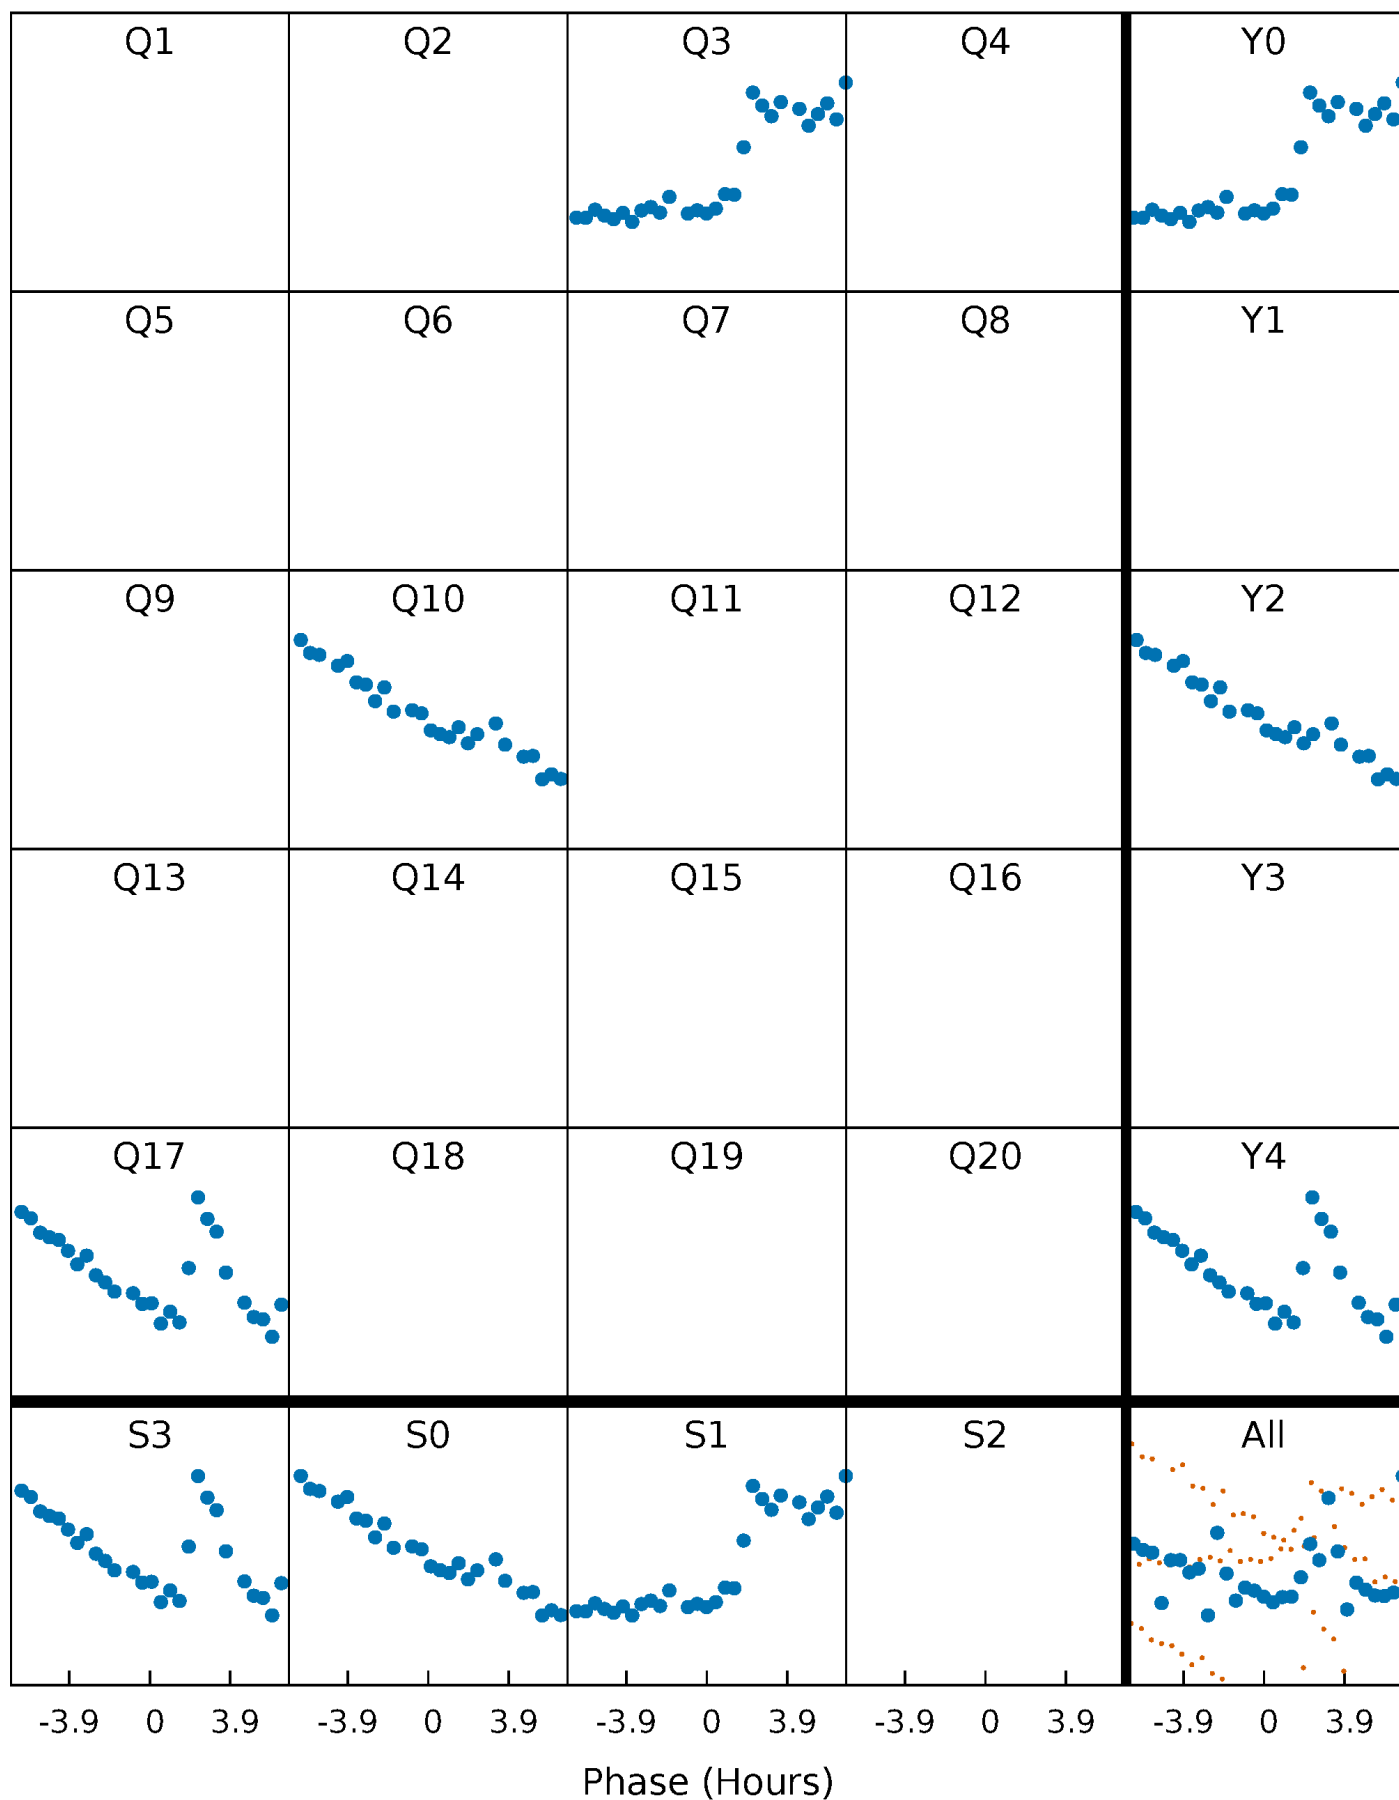 Q1 Q2 Q3 Q4 Y0
Q5 Q6 Q7 Q8 Y1
Q9 Q10 Q11 Q12 Y2
Q13 Q14 Q15 Q16 Y3
Q17 Q18 Q19 Q20 Y4
S3 S0 S1 S2 All
-3.9 0 3.9 -3.9 0 3.9 -3.9 0 3.9 -3.9 0 3.9 -3.9 0 3.9
Phase (Hours)